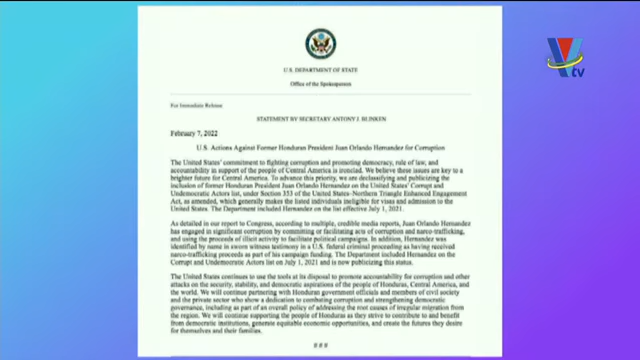 V
tv
U.S. DEPARTMENT OF STATE
Office of the Spokesperson
For Immediate Release
STATEMENT BY SECRETARY ANTONY J. BLINKEN
February 7, 2022
U.S. Actions Against Former Honduran President Juan Orlando Hernandez for Corruption
The United States' commitment to fighting corruption and promoting democracy, rule of law, and
accountability in support of the people of Central America is ironclad. We believe these issues are key to a
brighter future for Central America. To advance this priority, we are declassifying and publicizing the
inclusion of former Honduran President Juan Orlando Hernandez on the United States' Corrupt and
Undemocratic Actors list, under Section 353 of the United States-Northern Triangle Enhanced Engagement
Act, as amended, which generally makes the listed individuals ineligible for visas and admission to the
United States. The Department included Hernandez on the list effective July 1, 2021.
As detailed in our report to Congress, according to multiple, credible media reports, Juan Orlando Hernandez
has engaged in significant corruption by committing or facilitating acts of corruption and narco-trafficking,
and using the proceeds of illicit activity to facilitate political campaigns. In addition, Hernandez was
identified by name in sworn witness testimony in a U.S. federal criminal proceeding as having received
narco-trafficking proceeds as part of his campaign funding. The Department included Hernandez on the
Corrupt and Undemocratic Actors list on July 1, 2021 and is now publicizing this status.
The United States continues to use the tools at its disposal to promote accountability for corruption and other
attacks on the security, stability, and democratic aspirations of the people of Honduras, Central America, and
the world. We will continue partnering with Honduran government officials and members of civil society
and the private sector who show a dedication to combating corruption and strengthening democratic
governance, including as part of an overall policy of addressing the root causes of irregular migration from
the region. We will continue supporting the people of Honduras as they strive to contribute to and benefit
from democratic institutions, generate equitable economic opportunities, and create the futures they desire
for themselves and their families.
###